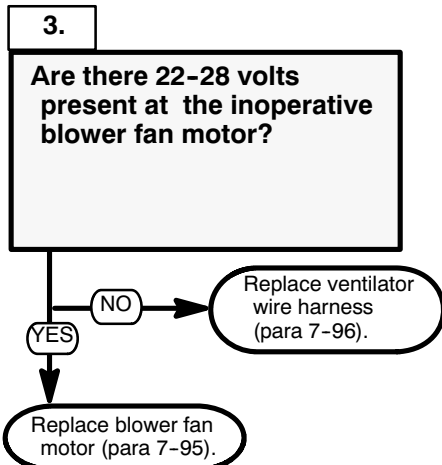 3.
Are there 22-28 volts
present at the inoperative
blower fan motor?
NO
Replace ventilator
wire harness
(para 7-96).
YES
Replace blower fan
motor (para 7-95).